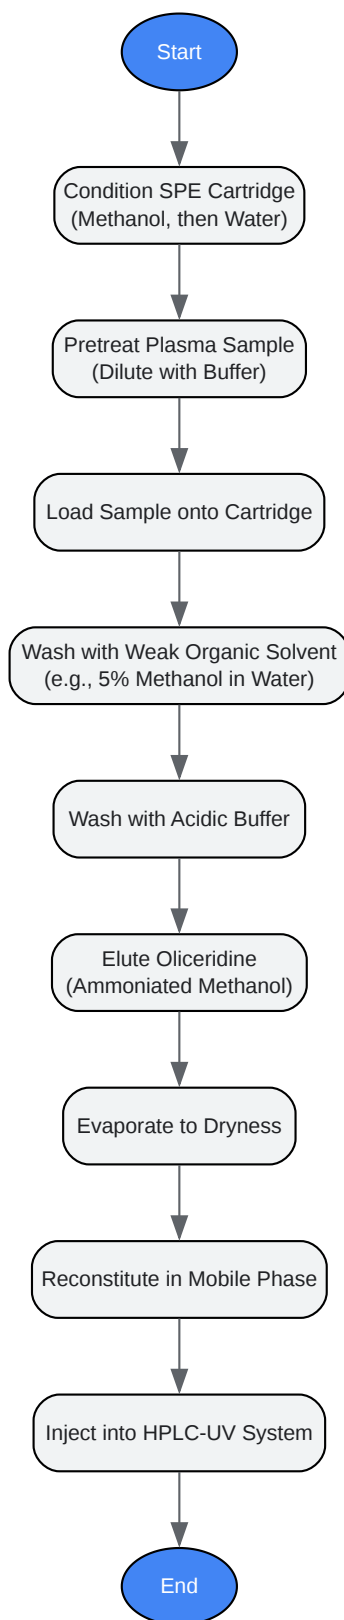 Start
Condition SPE Cartridge
(Methanol, then Water)
Pretreat Plasma Sample
(Dilute with Buffer)
Load Sample onto Cartridge
Wash with Weak Organic Solvent
(e.g., 5% Methanol in Water)
Wash with Acidic Buffer
Elute Oliceridine
(Ammoniated Methanol)
Evaporate to Dryness
Reconstitute in Mobile Phase
Inject into HPLC-UV System
End